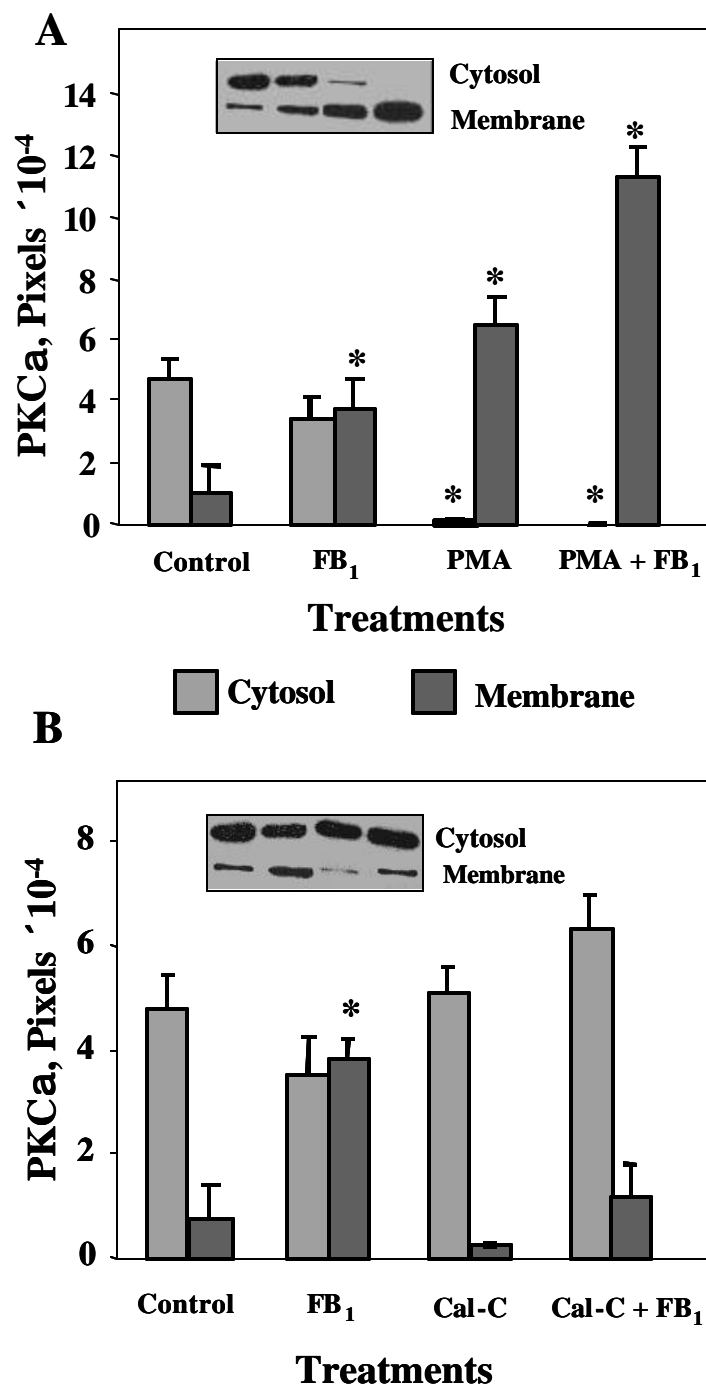 A
Cytosol
Membrane
14
12
10
8
6
4
2
0
PKCa, Pixels ´10-4
* * * * *
Control FB1 PMA PMA + FB1
Treatments
Cytosol Membrane
B
Cytosol
Membrane
8
6
4
2
0
PKCa, Pixels ´10-4
*
Control FB1 Cal-C Cal-C + FB1
Treatments